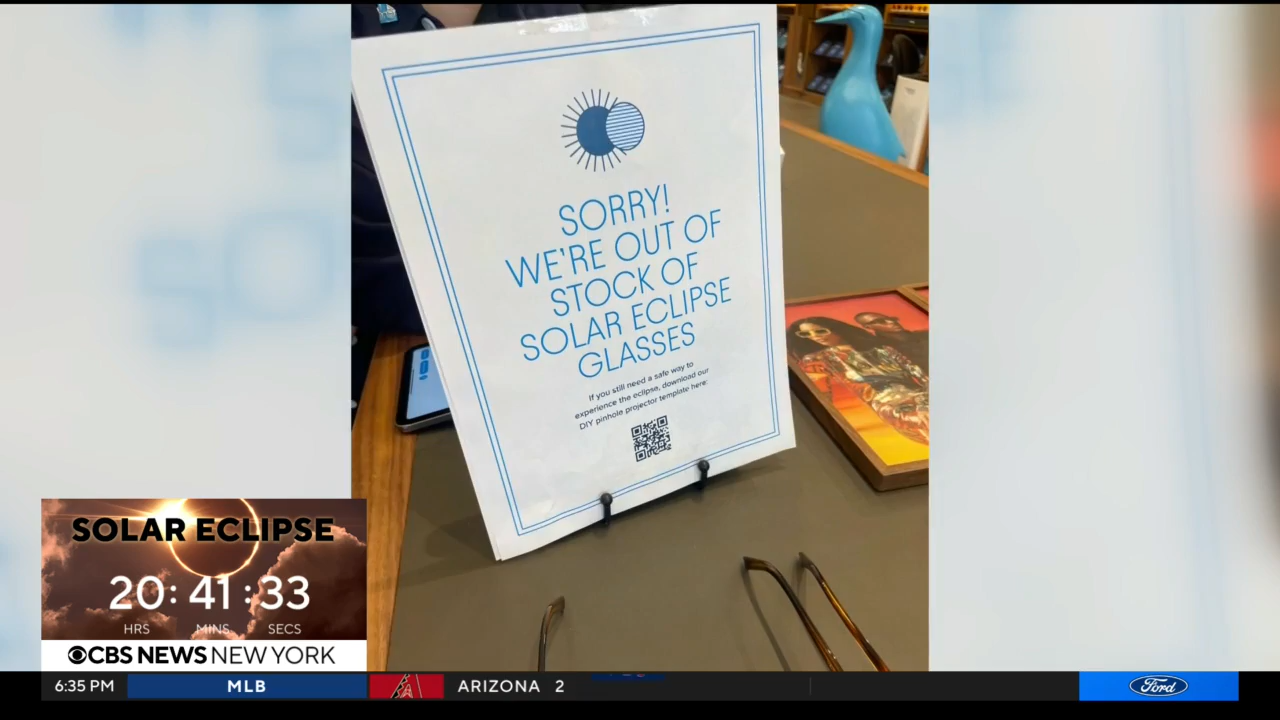 SORRY!
WE'RE OUT OF
STOCK OF
SOLAR ECLIPSE
GLASSES
If you still need a safe way to
experience the eclipse, download our
DIY pinhole projector template here:
SOLAR ECLIPSE
20: 41 : 33
HRS MINS SECS
CBS NEWS NEW YORK
6:35 PM MLB ARIZONA 2 Ford